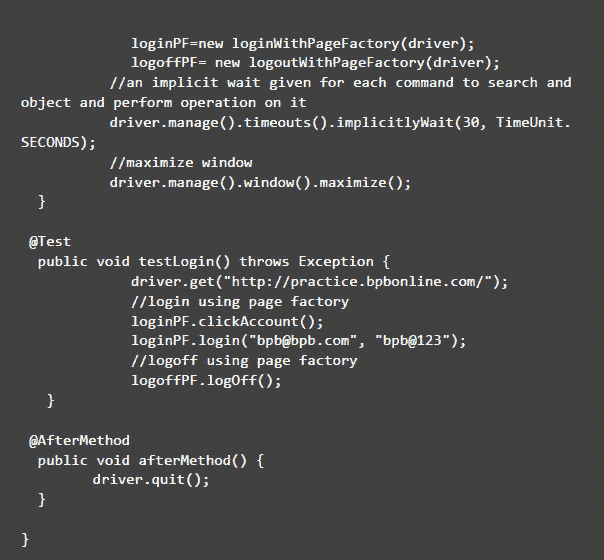 loginPF=new loginWithPageFactory(driver);
logoffPF= new logoutWithPageFactory(driver);
//an implicit wait given for each command to search and
object and perform operation on it
driver.manage().timeouts().implicitlyWait(30, TimeUnit.
SECONDS);
//maximize window
driver.manage().window().maximize();
}
@Test
public void testLogin() throws Exception {
driver.get("http://practice.bpbonline.com/");
//login using page factory
loginPF.clickAccount();
loginPF.login("bpb@bpb.com", "bpb@123");
//logoff using page factory
logoffPF.logOff();
}
@AfterMethod
public void afterMethod() {
driver.quit();
}
}